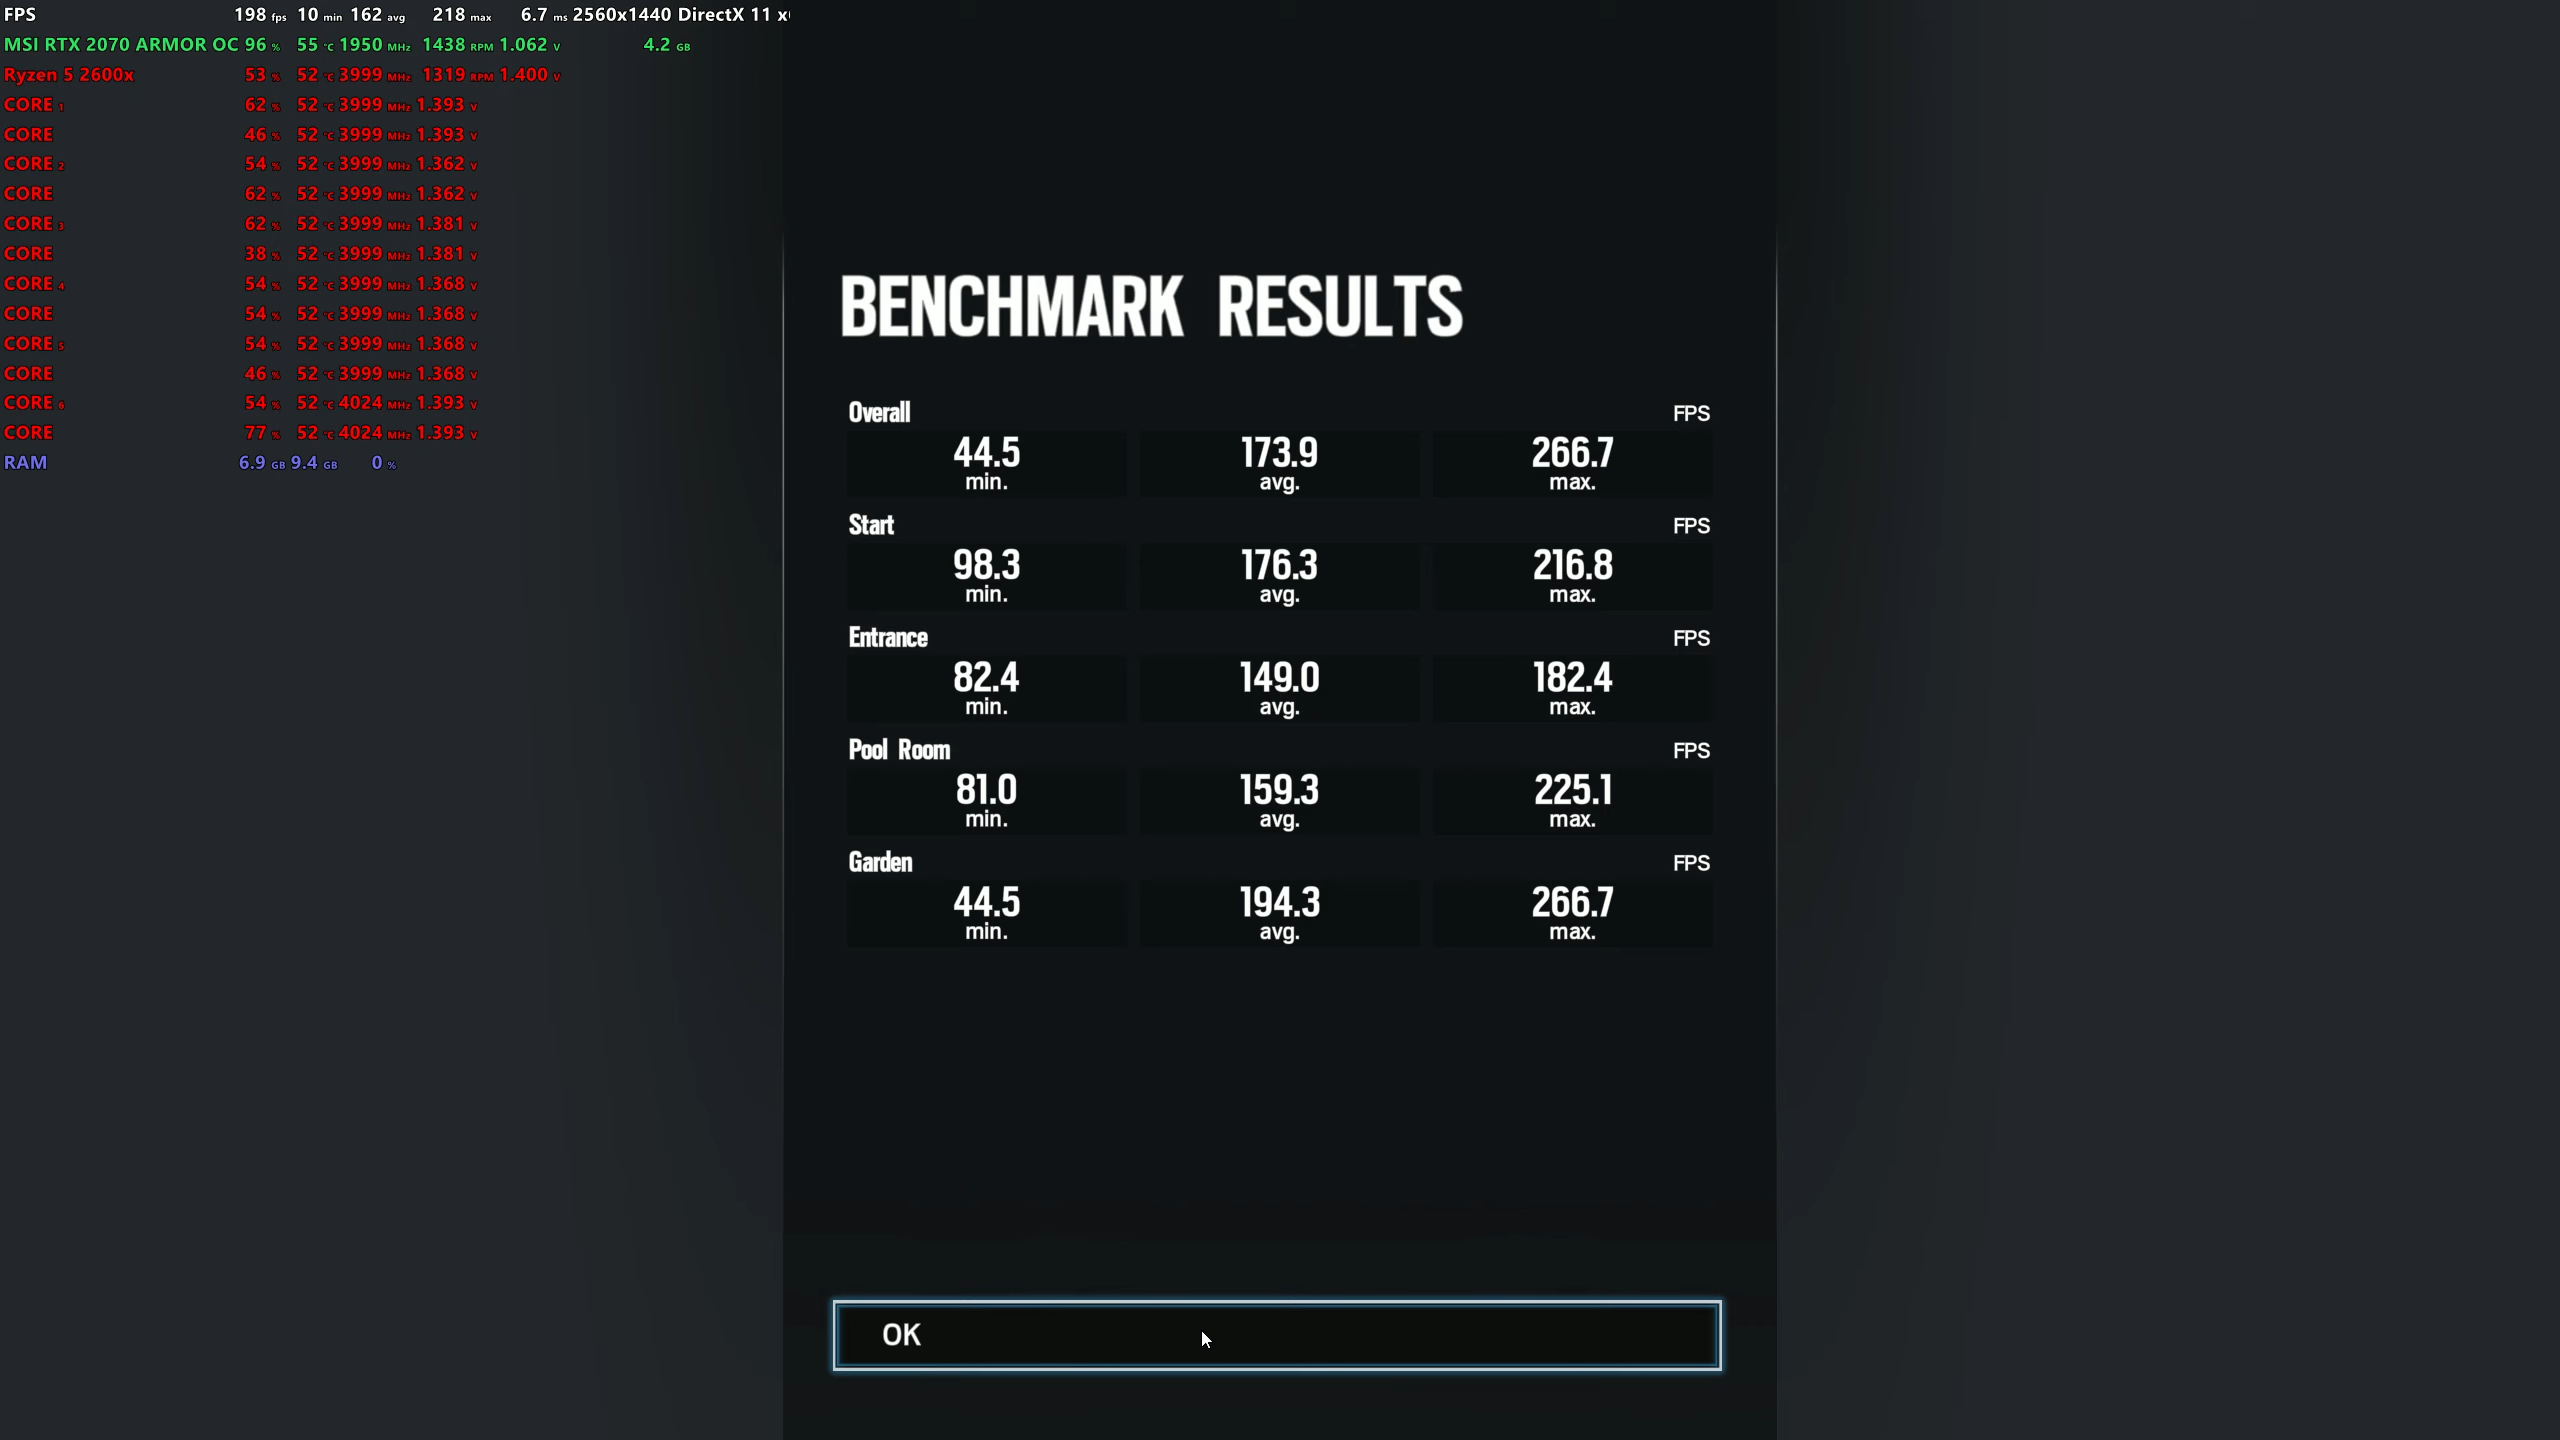 FPS 198 fps 10 min 162 avg 218 max 6.7 ms 2560x1440 DirectX 11
MSI RTX 2070 ARMOR OC 96 % 55 °C 1950 MHz 1438 RPM 1.062 V 4.2 GB
Ryzen 5 2600x 53 % 52 °C 3999 MHz 1319 RPM 1.400 V
CORE 1 62 % 52 °C 3999 MHz 1.393 V
CORE 46 % 52 °C 3999 MHz 1.393 V
CORE 2 54 % 52 °C 3999 MHz 1.362 V
CORE 62 % 52 °C 3999 MHz 1.362 V
CORE 3 62 % 52 °C 3999 MHz 1.381 V
CORE 38 % 52 °C 3999 MHz 1.381 V
CORE 4 54 % 52 °C 3999 MHz 1.368 V
CORE 54 % 52 °C 3999 MHz 1.368 V
CORE 5 54 % 52 °C 3999 MHz 1.368 V
CORE 46 % 52 °C 3999 MHz 1.368 V
CORE 6 54 % 52 °C 4024 MHz 1.393 V
CORE 77 % 52 °C 4024 MHz 1.393 V
RAM 6.9 GB 9.4 GB 0 %
BENCHMARK RESULTS
Overall FPS
44.5 173.9 266.7
min. avg. max.
Start FPS
98.3 176.3 216.8
min. avg. max.
Entrance FPS
82.4 149.0 182.4
min. avg. max.
Pool Room FPS
81.0 159.3 225.1
min. avg. max.
Garden FPS
44.5 194.3 266.7
min. avg. max.
OK